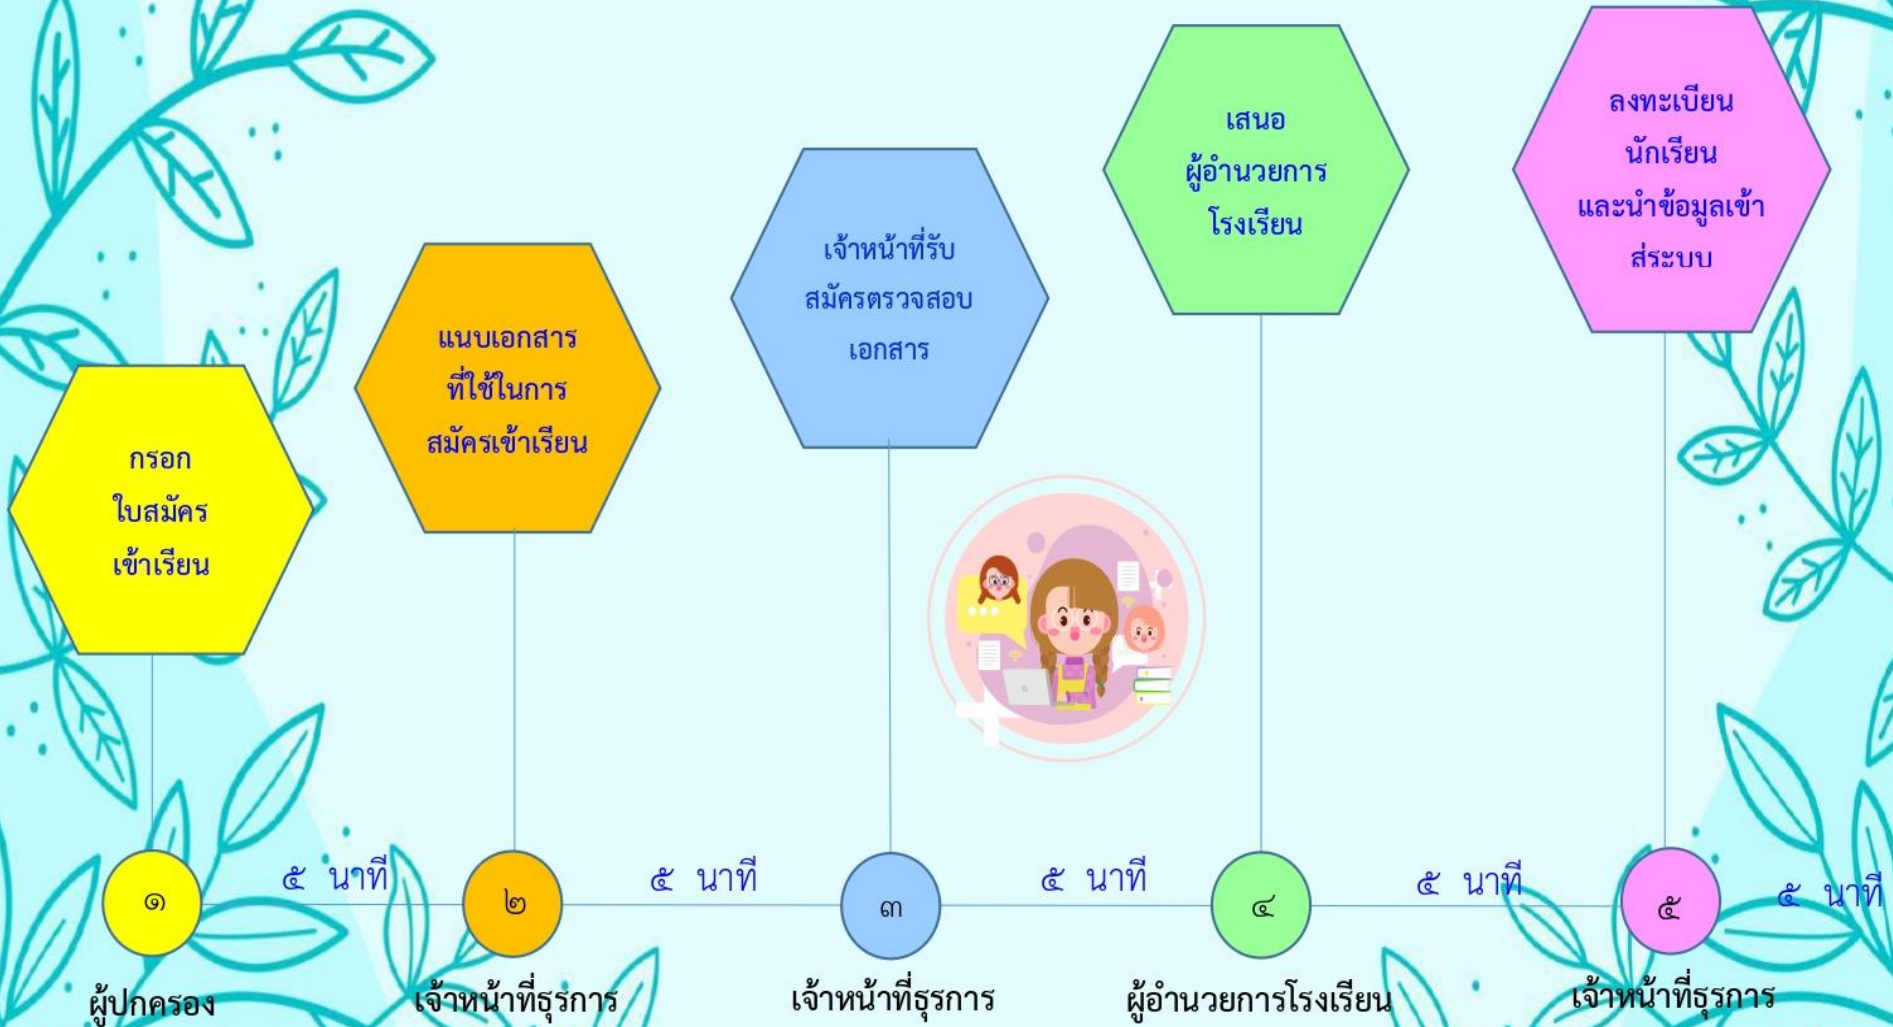 กรอก
ใบสมัคร
เข้าเรียน
แนบเอกสาร
ที่ใช้ในการ
สมัครเข้าเรียน
เจ้าหน้าที่รับ
สมัครตรวจสอบ
เอกสาร
เสนอ
ผู้อำนวยการ
โรงเรียน
ลงทะเบียน
นักเรียน
และนำข้อมูลเข้า
สู่ระบบ
๑ ๕ นาที ๒ ๕ นาที ๓ ๕ นาที ๔ ๕ นาที ๕ ๕ นาที
ผู้ปกครอง เจ้าหน้าที่ธุรการ เจ้าหน้าที่ธุรการ ผู้อำนวยการโรงเรียน เจ้าหน้าที่ธุรการ